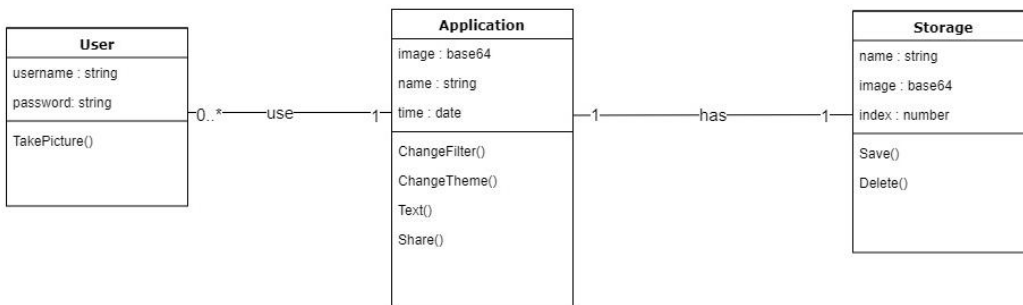 User
username : string
password: string
TakePicture()
0..*
use
1
Application
image : base64
name : string
time : date
ChangeFilter()
ChangeTheme()
Text()
Share()
1
has
1
Storage
name : string
image : base64
index : number
Save()
Delete()